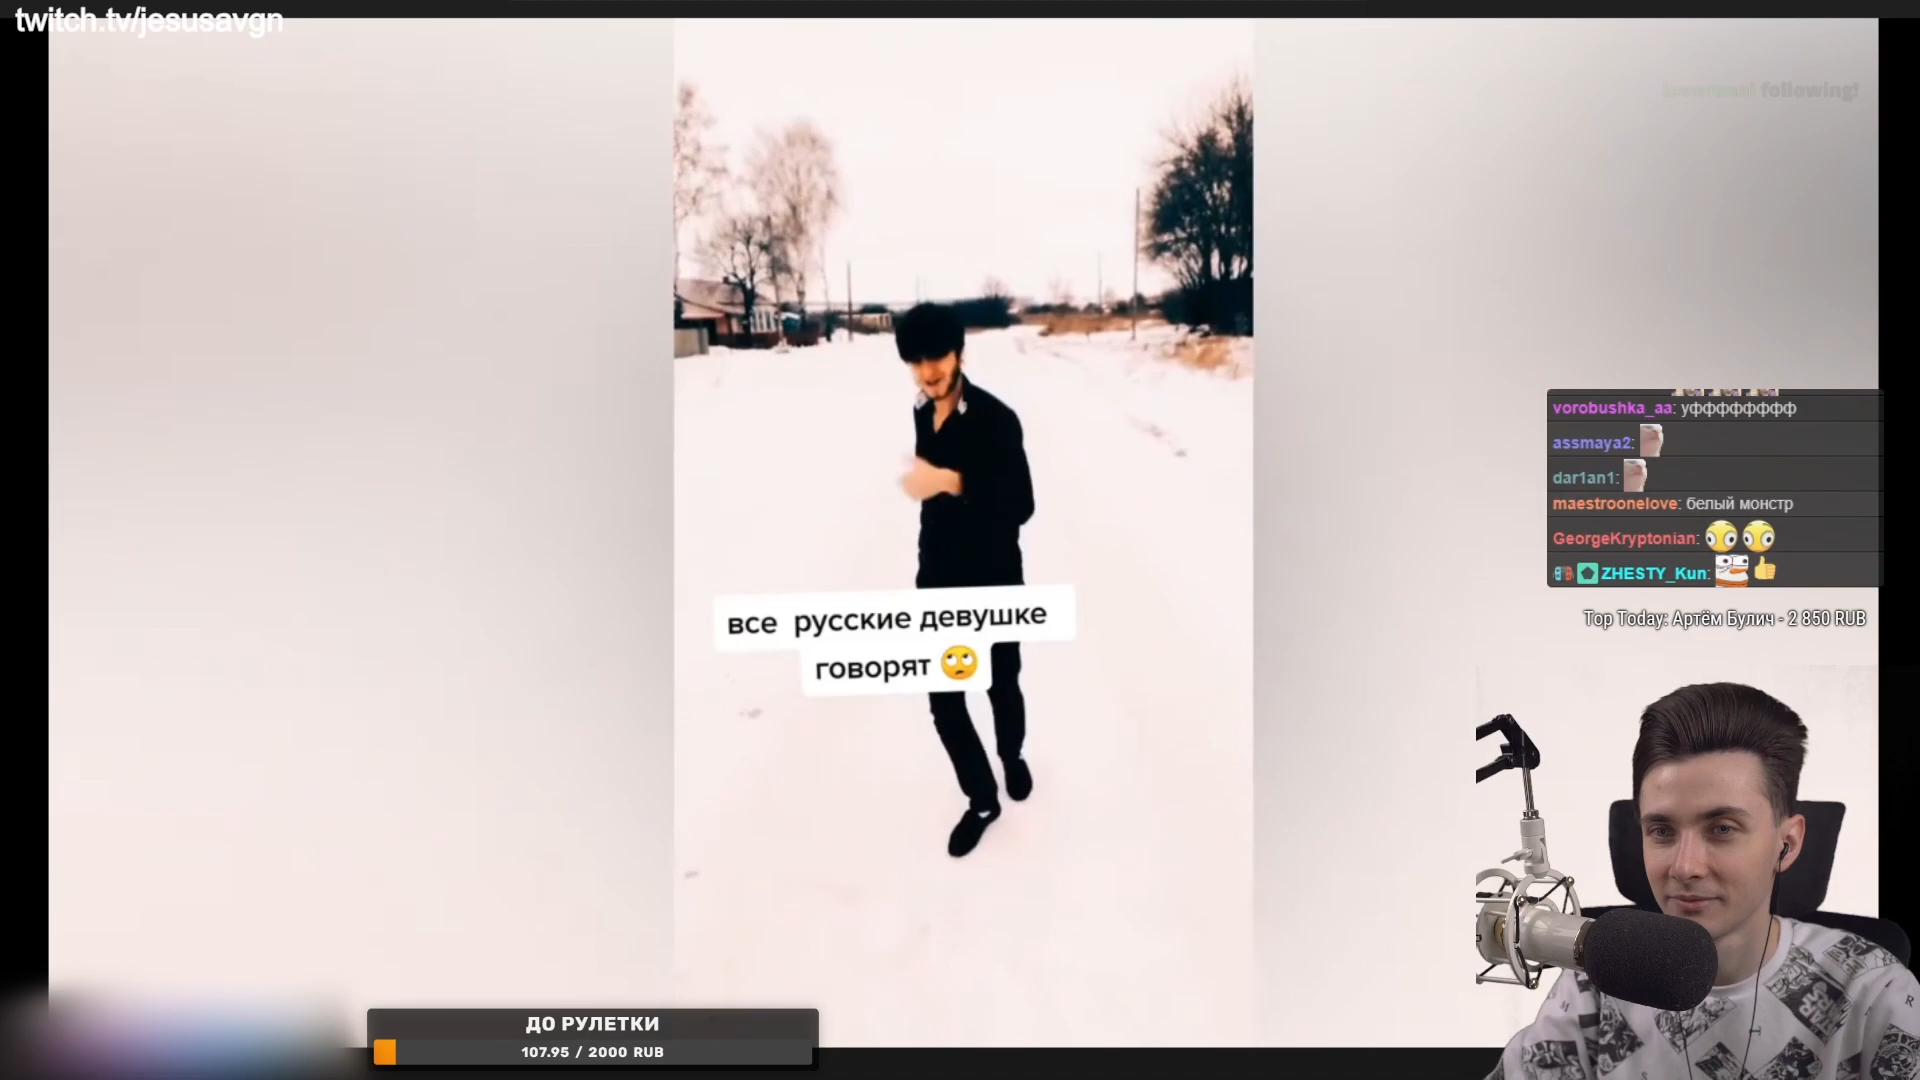 twitch.tv/jesusavgn
following!
vorobushka_aa: уфффффффф
assmaya2:
dar1an1:
maestroonelove: белый монстр
GeorgeKryptonian:
ZHESTY_Kun:
Top Today: Артём Булич - 2 850 RUB
все русские девушке
говорят 🙄
ДО РУЛЕТКИ
107.95 / 2000 RUB